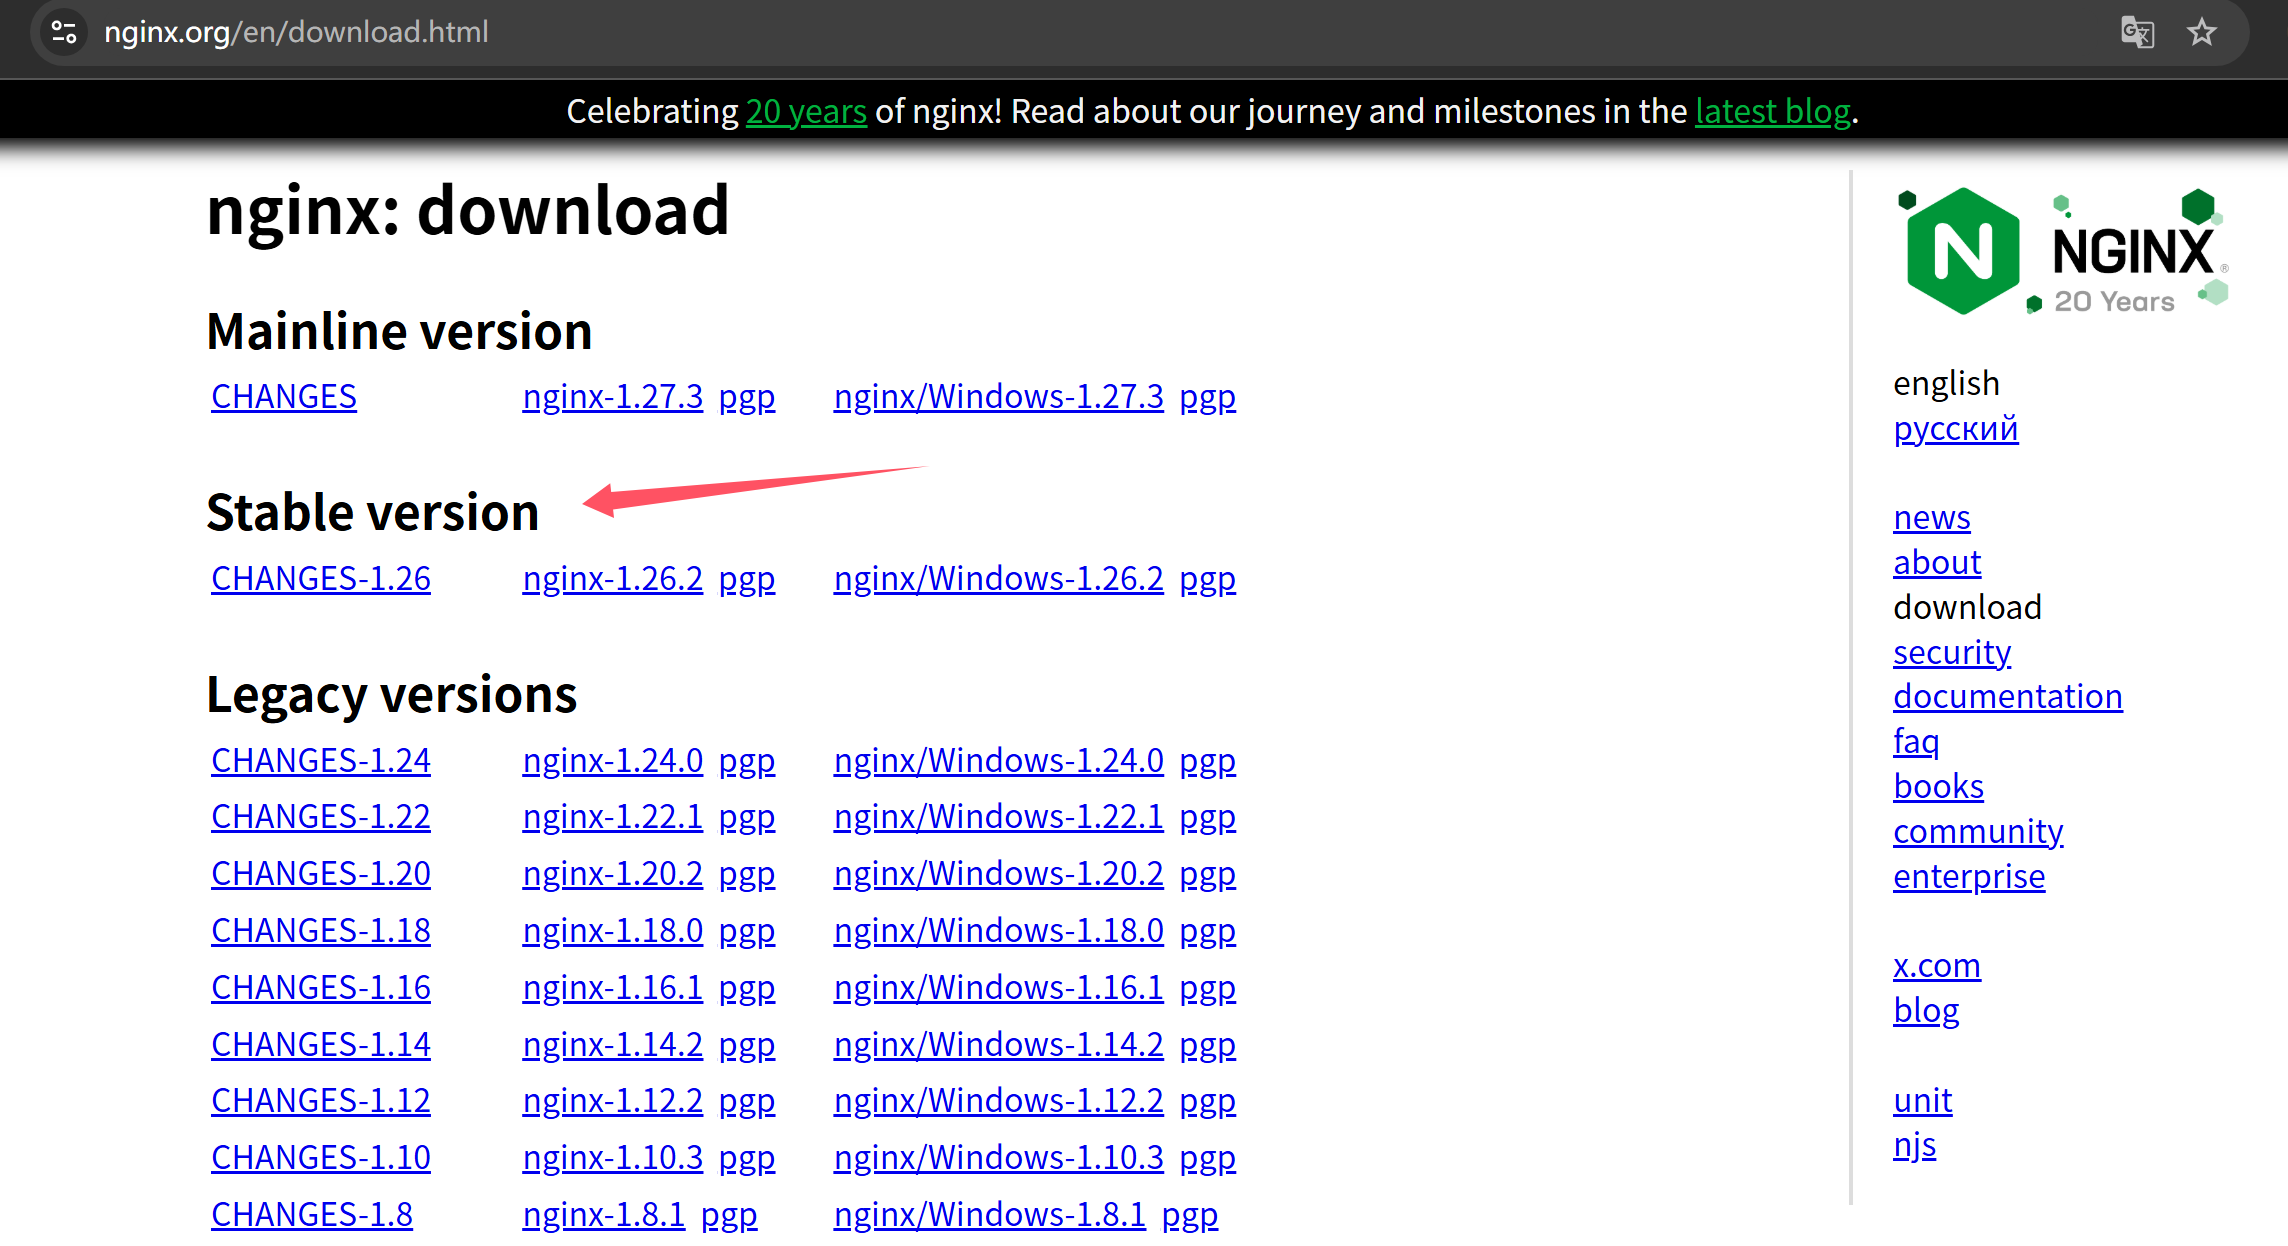 nginx.org/en/download.html
Celebrating 20 years of nginx! Read about our journey and milestones in the latest blog.
nginx: download
Mainline version
CHANGES nginx-1.27.3 pgp nginx/Windows-1.27.3 pgp
Stable version
CHANGES-1.26 nginx-1.26.2 pgp nginx/Windows-1.26.2 pgp
Legacy versions
CHANGES-1.24 nginx-1.24.0 pgp nginx/Windows-1.24.0 pgp
CHANGES-1.22 nginx-1.22.1 pgp nginx/Windows-1.22.1 pgp
CHANGES-1.20 nginx-1.20.2 pgp nginx/Windows-1.20.2 pgp
CHANGES-1.18 nginx-1.18.0 pgp nginx/Windows-1.18.0 pgp
CHANGES-1.16 nginx-1.16.1 pgp nginx/Windows-1.16.1 pgp
CHANGES-1.14 nginx-1.14.2 pgp nginx/Windows-1.14.2 pgp
CHANGES-1.12 nginx-1.12.2 pgp nginx/Windows-1.12.2 pgp
CHANGES-1.10 nginx-1.10.3 pgp nginx/Windows-1.10.3 pgp
CHANGES-1.8 nginx-1.8.1 pgp nginx/Windows-1.8.1 pgp
N NGINX®
20 Years
english
русский
news
about
download
security
documentation
faq
books
community
enterprise
x.com
blog
unit
njs